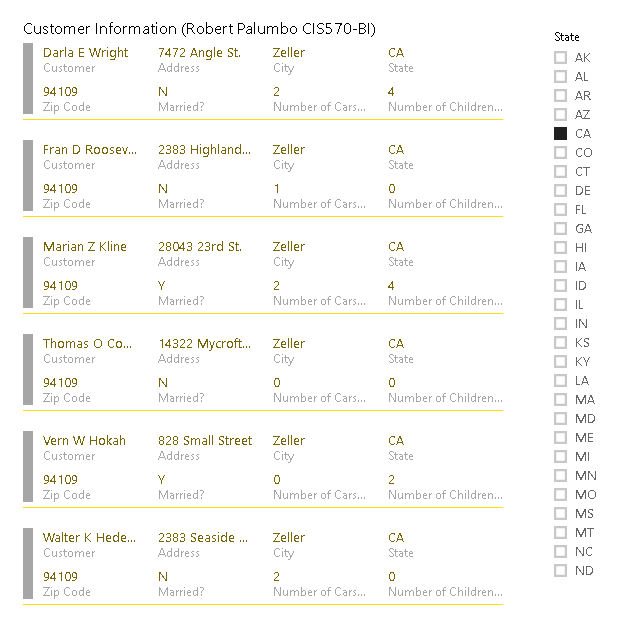 Customer Information (Robert Palumbo CIS570-BI)
Darla E Wright 7472 Angle St. Zeller CA
Customer Address City State
94109 N 2 4
Zip Code Married? Number of Cars... Number of Children...
Fran D Roosev... 2383 Highland... Zeller CA
Customer Address City State
94109 N 1 0
Zip Code Married? Number of Cars... Number of Children...
Marian Z Kline 28043 23rd St. Zeller CA
Customer Address City State
94109 Y 2 4
Zip Code Married? Number of Cars... Number of Children...
Thomas O Co... 14322 Mycroft... Zeller CA
Customer Address City State
94109 N 0 0
Zip Code Married? Number of Cars... Number of Children...
Vern W Hokah 828 Small Street Zeller CA
Customer Address City State
94109 Y 0 2
Zip Code Married? Number of Cars... Number of Children...
Walter K Hede... 2383 Seaside ... Zeller CA
Customer Address City State
94109 N 2 0
Zip Code Married? Number of Cars... Number of Children...
State
AK
AL
AR
AZ
CA
CO
CT
DE
FL
GA
HI
IA
ID
IL
IN
KS
KY
LA
MA
MD
ME
MI
MN
MO
MS
MT
NC
ND